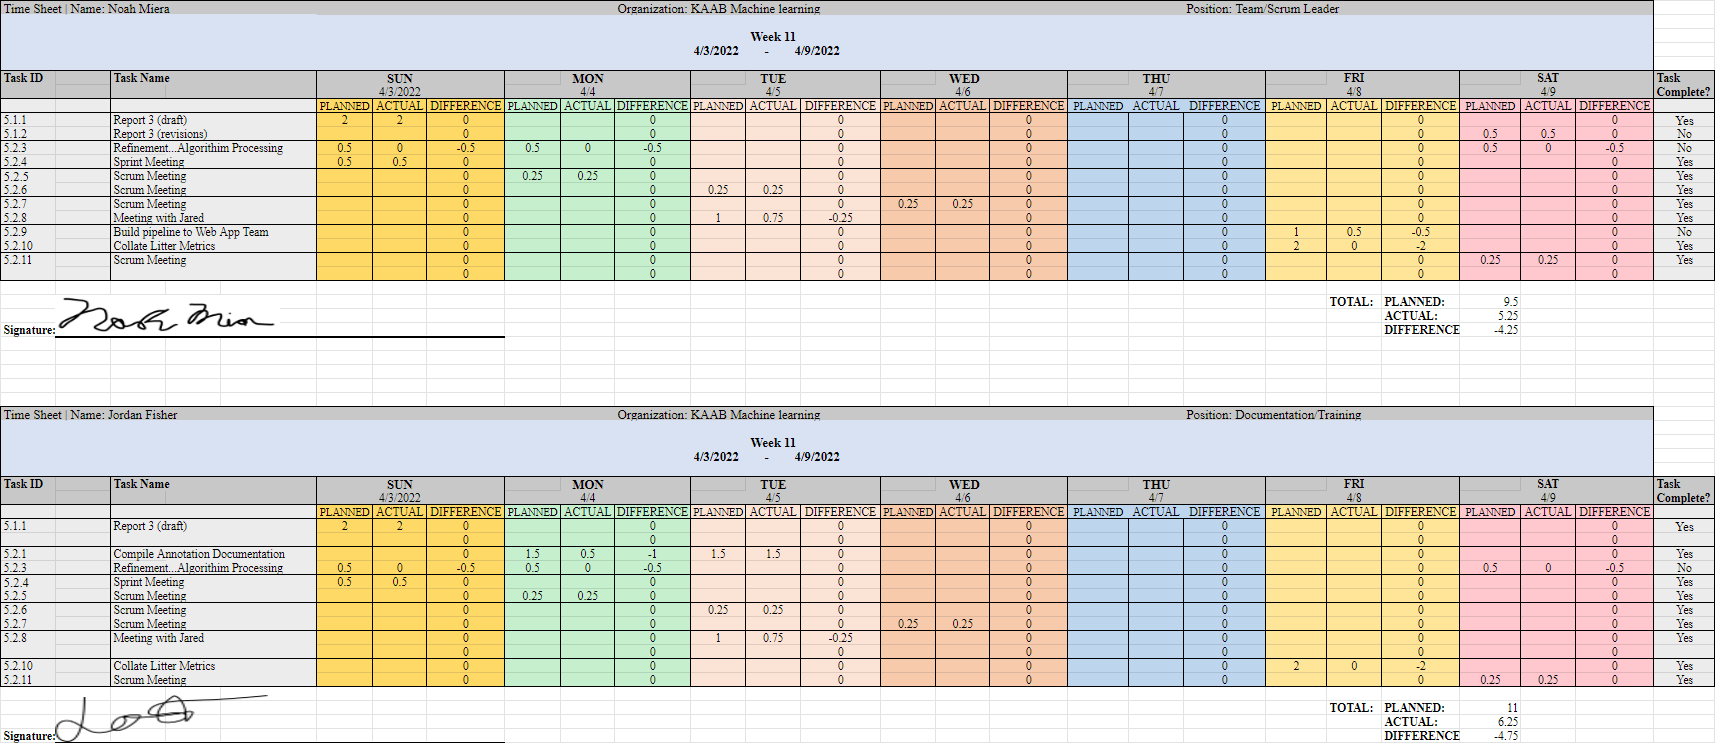 Time Sheet | Name: Noah Miera Organization: KAAB Machine learning Position: Team/Scrum Leader
Week 11
4/3/2022 - 4/9/2022
Task ID Task Name SUN MON TUE WED THU FRI SAT Task
4/3/2022 4/4 4/5 4/6 4/7 4/8 4/9 Complete?
PLANNED ACTUAL DIFFERENCE PLANNED ACTUAL DIFFERENCE PLANNED ACTUAL DIFFERENCE PLANNED ACTUAL DIFFERENCE PLANNED ACTUAL DIFFERENCE PLANNED ACTUAL DIFFERENCE PLANNED ACTUAL DIFFERENCE
5.1.1 Report 3 (draft) 2 2 0 0 0 0 0 0 0 Yes
5.1.2 Report 3 (revisions) 0 0 0 0 0 0 0.5 0.5 0 No
5.2.3 Refinement...Algorithim Processing 0.5 0 -0.5 0.5 0 -0.5 0 0 0 0 0.5 0 -0.5 No
5.2.4 Sprint Meeting 0.5 0.5 0 0 0 0 0 0 0 Yes
5.2.5 Scrum Meeting 0 0.25 0.25 0 0 0 0 0 0 Yes
5.2.6 Scrum Meeting 0 0 0.25 0.25 0 0 0 0 0 Yes
5.2.7 Scrum Meeting 0 0 0 0.25 0.25 0 0 0 0 Yes
5.2.8 Meeting with Jared 0 0 1 0.75 -0.25 0 0 0 0 Yes
5.2.9 Build pipeline to Web App Team 0 0 0 0 0 1 0.5 -0.5 0 No
5.2.10 Collate Litter Metrics 0 0 0 0 0 2 0 -2 0 Yes
5.2.11 Scrum Meeting 0 0 0 0 0 0 0.25 0.25 0 Yes
0 0 0 0 0 0 0
TOTAL: PLANNED: 9.5
ACTUAL: 5.25
Signature: Noah Miera DIFFERENCE -4.25
Time Sheet | Name: Jordan Fisher Organization: KAAB Machine learning Position: Documentation/Training
Week 11
4/3/2022 - 4/9/2022
Task ID Task Name SUN MON TUE WED THU FRI SAT Task
4/3/2022 4/4 4/5 4/6 4/7 4/8 4/9 Complete?
PLANNED ACTUAL DIFFERENCE PLANNED ACTUAL DIFFERENCE PLANNED ACTUAL DIFFERENCE PLANNED ACTUAL DIFFERENCE PLANNED ACTUAL DIFFERENCE PLANNED ACTUAL DIFFERENCE PLANNED ACTUAL DIFFERENCE
5.1.1 Report 3 (draft) 2 2 0 0 0 0 0 0 0 Yes
0 0 0 0 0 0 0
5.2.1 Compile Annotation Documentation 0 1.5 0.5 -1 1.5 1.5 0 0 0 0 0 Yes
5.2.3 Refinement...Algorithim Processing 0.5 0 -0.5 0.5 0 -0.5 0 0 0 0 0.5 0 -0.5 No
5.2.4 Sprint Meeting 0.5 0.5 0 0 0 0 0 0 0 Yes
5.2.5 Scrum Meeting 0 0.25 0.25 0 0 0 0 0 0 Yes
5.2.6 Scrum Meeting 0 0 0.25 0.25 0 0 0 0 0 Yes
5.2.7 Scrum Meeting 0 0 0 0.25 0.25 0 0 0 0 Yes
5.2.8 Meeting with Jared 0 0 1 0.75 -0.25 0 0 0 0 Yes
0 0 0 0 0 0 0
5.2.10 Collate Litter Metrics 0 0 0 0 0 2 0 -2 0 Yes
5.2.11 Scrum Meeting 0 0 0 0 0 0 0.25 0.25 0 Yes
TOTAL: PLANNED: 11
ACTUAL: 6.25
Signature: DIFFERENCE -4.75